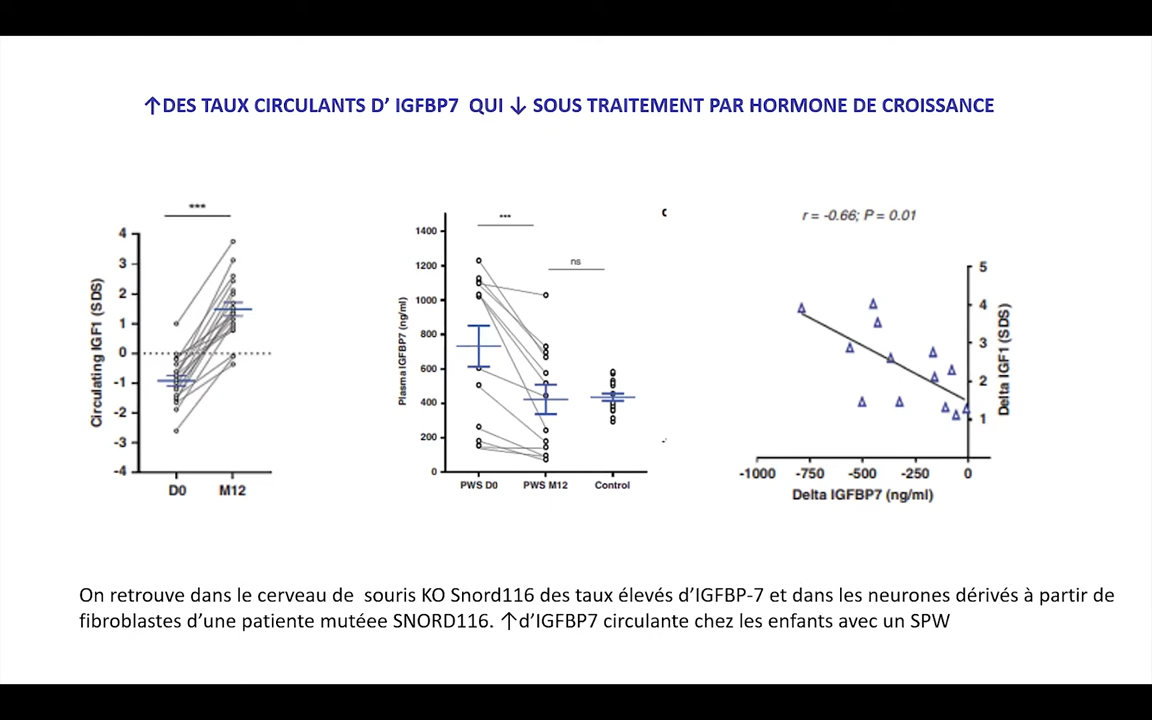 ↑DES TAUX CIRCULANTS D’ IGFBP7 QUI ↓ SOUS TRAITEMENT PAR HORMONE DE CROISSANCE
***
Circulating IGF1 (SDS)
4
3
2
1
0
-1
-2
-3
-4
D0
M12
***
ns
Plasma IGFBP7 (ng/ml)
1400
1200
1000
800
600
400
200
0
PWS D0
PWS M12
Control
r = -0.66; P = 0.01
5
4
3
2
1
Delta IGF1 (SDS)
-1000
-750
-500
-250
0
Delta IGFBP7 (ng/ml)
On retrouve dans le cerveau de souris KO Snord116 des taux élevés d’IGFBP-7 et dans les neurones dérivés à partir de
fibroblastes d’une patiente mutéee SNORD116. ↑d’IGFBP7 circulante chez les enfants avec un SPW